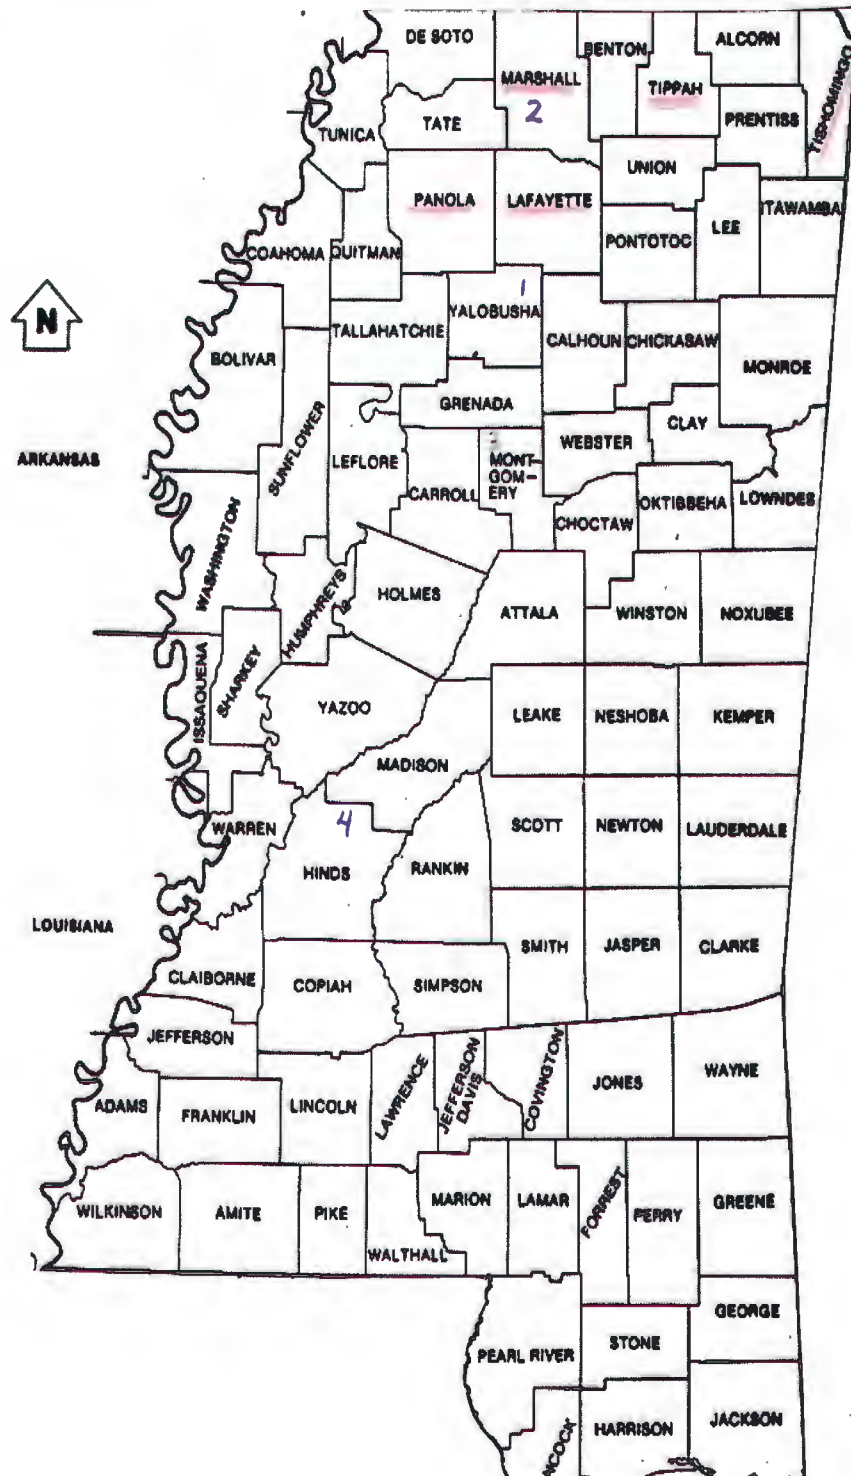 DE SOTO
BENTON
ALCORN
MARSHALL
2
TIPPAH
TISHOMINGO
TUNICA
TATE
PRENTISS
UNION
PANOLA
LAFAYETTE
ITAWAMBA
LEE
PONTOTOC
COAHOMA
QUITMAN
N
1
YALOBUSHA
TALLAHATCHIE
CALHOUN
CHICKASAW
BOLIVAR
MONROE
GRENADA
SUNFLOWER
CLAY
WEBSTER
ARKANSAS
LEFLORE
MONT-
GOM-
ERY
CARROLL
OKTIBBEHA
LOWNDES
CHOCTAW
WASHINGTON
HUMPHREYS
HOLMES
ATTALA
WINSTON
NOXUBEE
ISSAQUENA
SHARKEY
YAZOO
LEAKE
NESHOBA
KEMPER
MADISON
WARREN
4
SCOTT
NEWTON
LAUDERDALE
HINDS
RANKIN
LOUISIANA
SMITH
JASPER
CLARKE
CLAIBORNE
COPIAH
SIMPSON
JEFFERSON
LAWRENCE
JEFFERSON
DAVIS
COVINGTON
JONES
WAYNE
ADAMS
FRANKLIN
LINCOLN
WILKINSON
AMITE
PIKE
WALTHALL
MARION
LAMAR
FORREST
PERRY
GREENE
GEORGE
PEARL RIVER
STONE
NCOCK
HARRISON
JACKSON